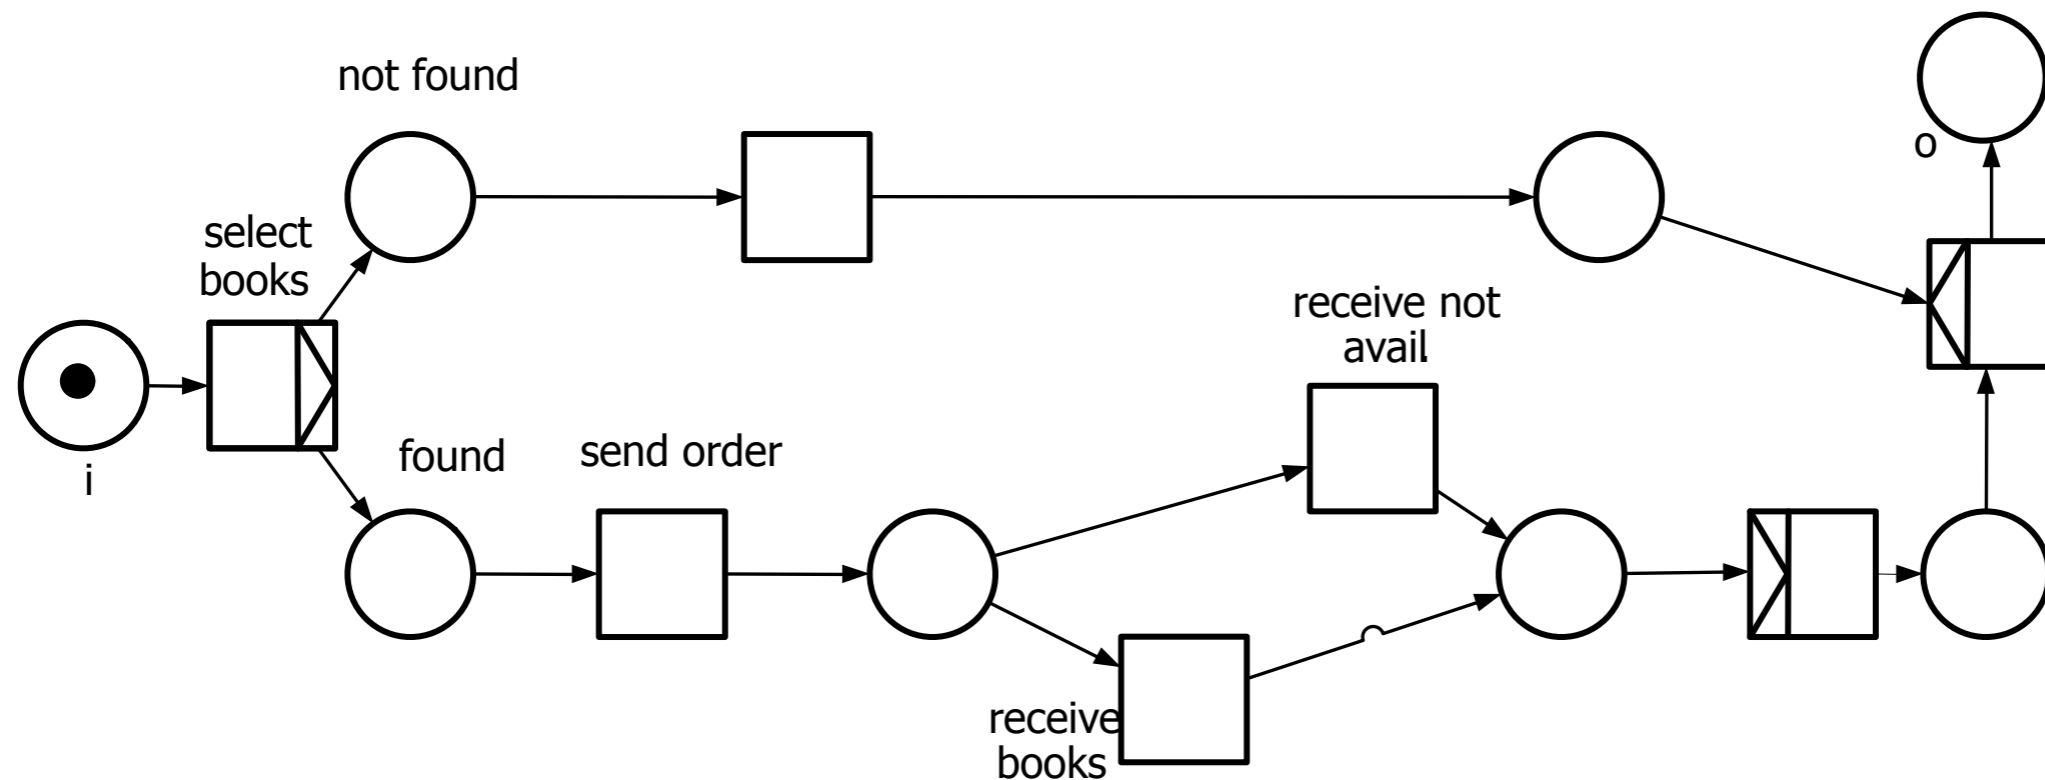 not found
select
books
i
found
send order
receive not
avail.
receive
books
o